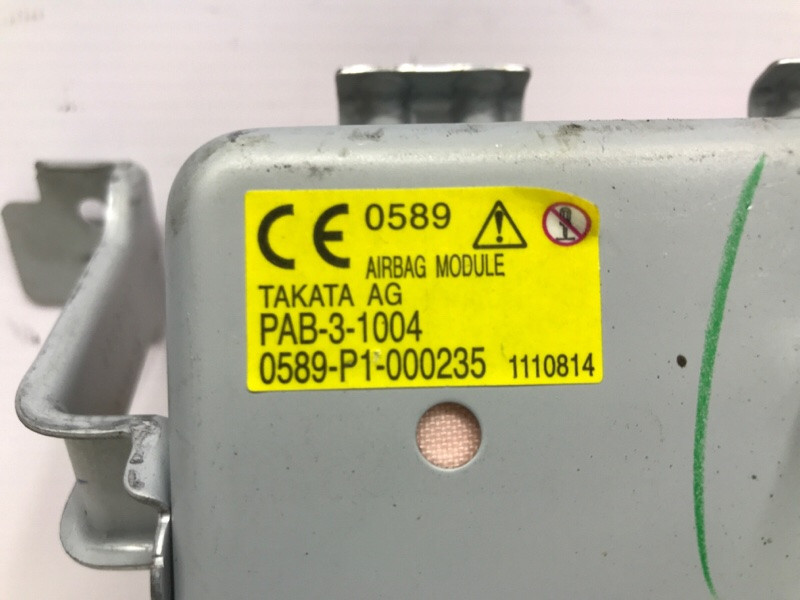 CE 0589
AIRBAG MODULE
TAKATA AG
PAB-3-1004
0589-P1-000235 1110814